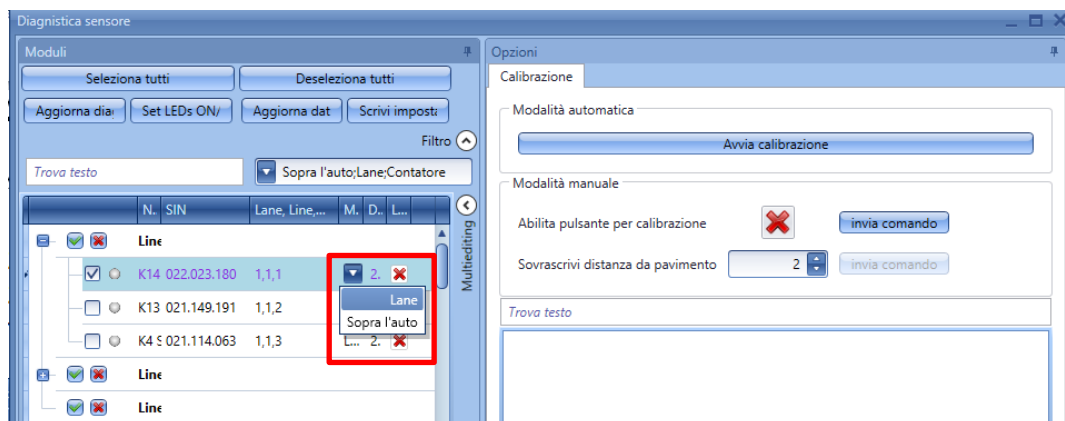 Diagnistica sensore
Moduli
Seleziona tutti
Deseleziona tutti
Aggiorna dia
Set LEDs ON/
Aggiorna dat
Scrivi imposta
Filtro
Trova testo
Sopra l'auto;Lane;Contatore
N.
SIN
Lane, Line,...
M.
D..
L...
Multiediting
Line
K14
022.023.180
1,1,1
2.
Lane
Sopra l'auto
K13
021.149.191
1,1,2
K4
021.114.063
1,1,3
L...
2.
Line
Line
Opzioni
Calibrazione
Modalità automatica
Avvia calibrazione
Modalità manuale
Abilita pulsante per calibrazione
invia comando
Sovrascrivi distanza da pavimento
2
invia comando
Trova testo